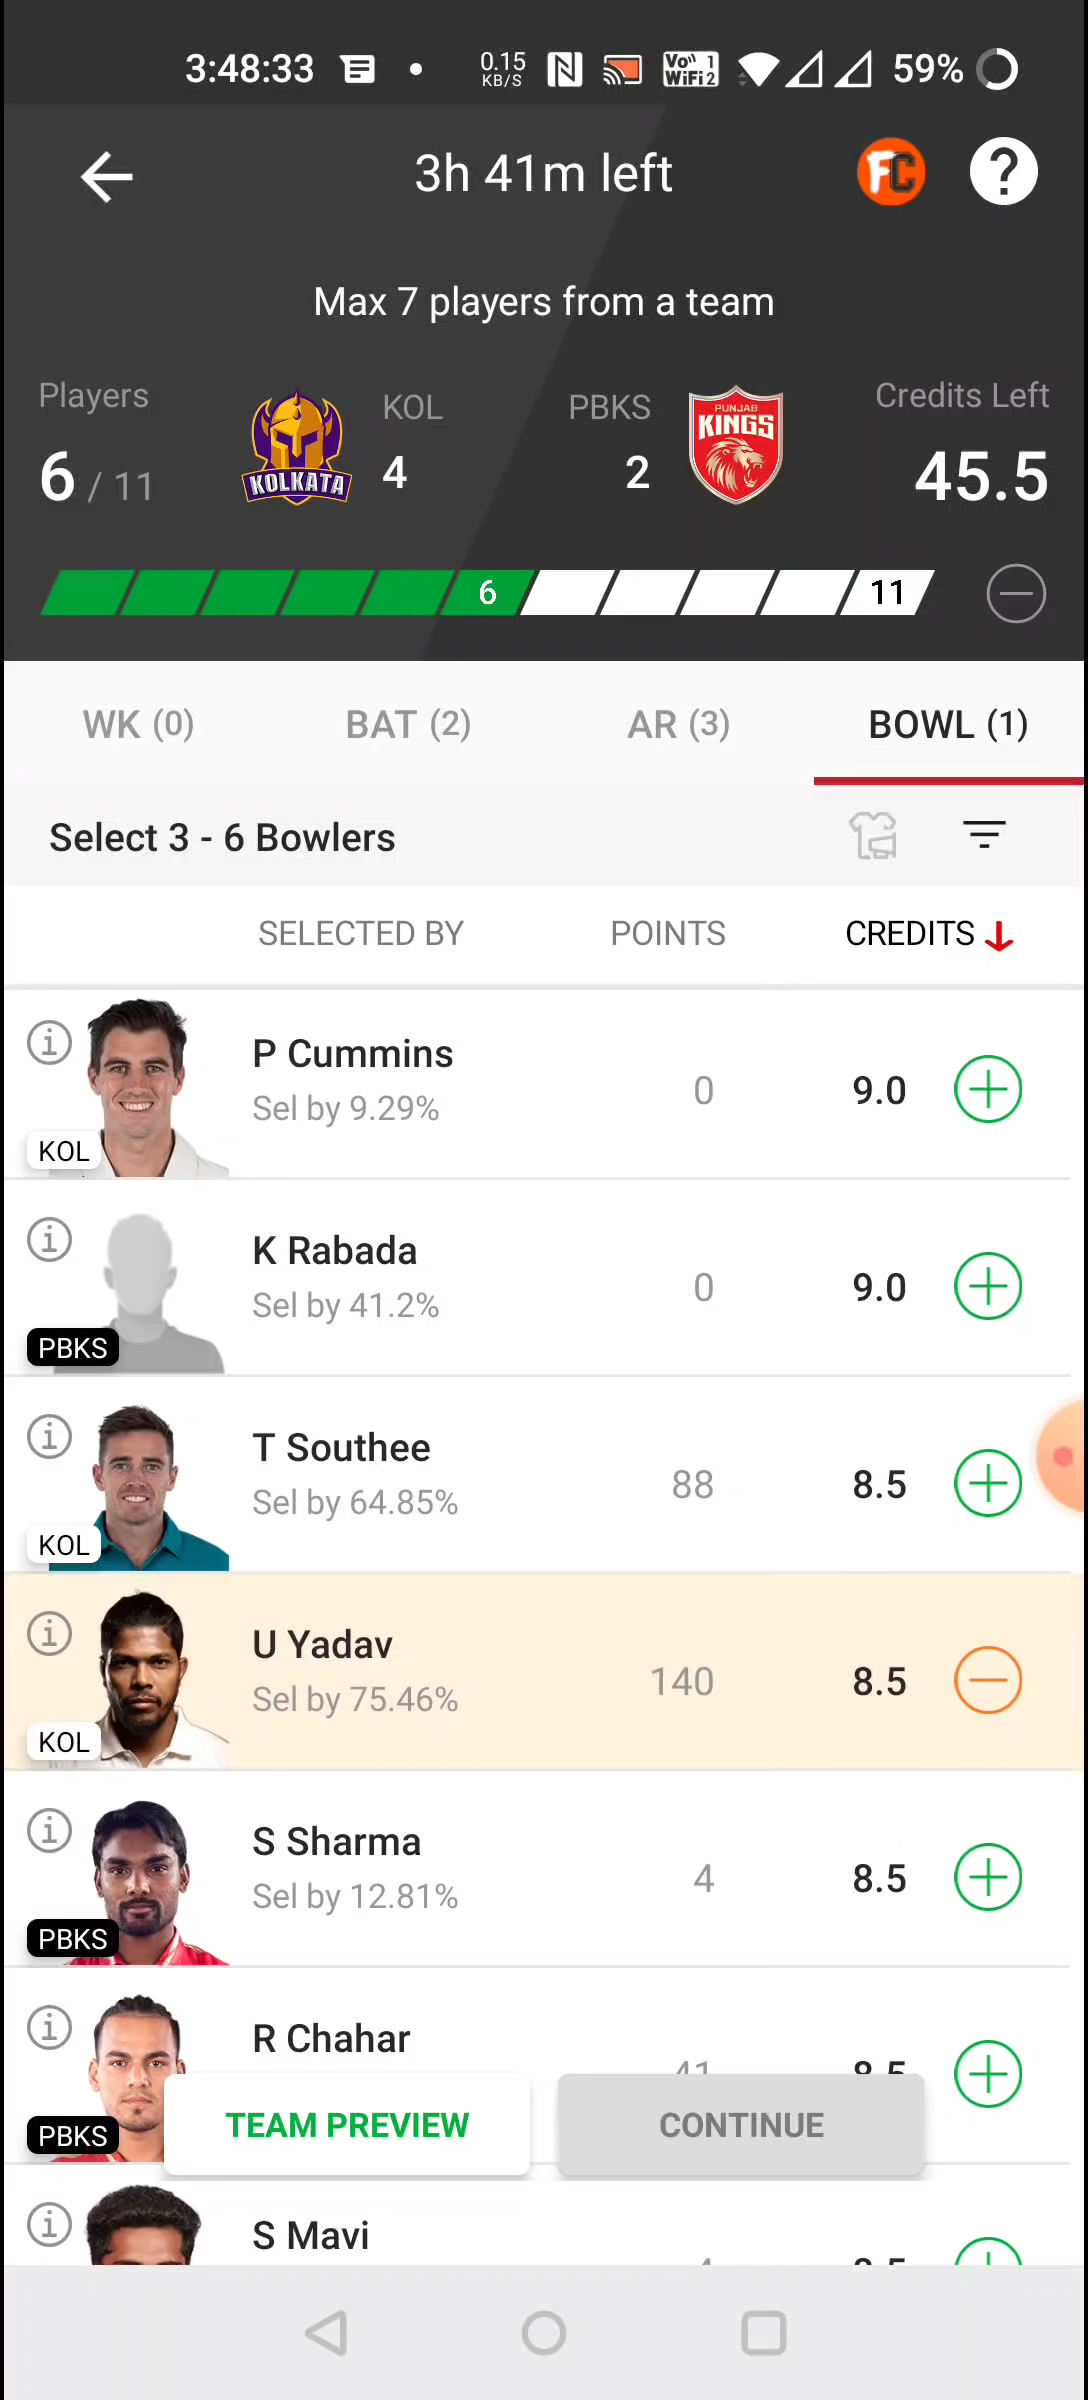 3:48:33 0.15 KB/S Vo 1 WiFi 2 59%
3h 41m left FC ?
Max 7 players from a team
Players KOL PBKS Credits Left
6 / 11 KOLKATA 4 2 PUNJAB KINGS 45.5
6 11
WK (0) BAT (2) AR (3) BOWL (1)
Select 3 - 6 Bowlers
SELECTED BY POINTS CREDITS
P Cummins
Sel by 9.29% 0 9.0
KOL
K Rabada
Sel by 41.2% 0 9.0
PBKS
T Southee
Sel by 64.85% 88 8.5
KOL
U Yadav
Sel by 75.46% 140 8.5
KOL
S Sharma
Sel by 12.81% 4 8.5
PBKS
R Chahar
41 8.5
PBKS
TEAM PREVIEW CONTINUE
S Mavi